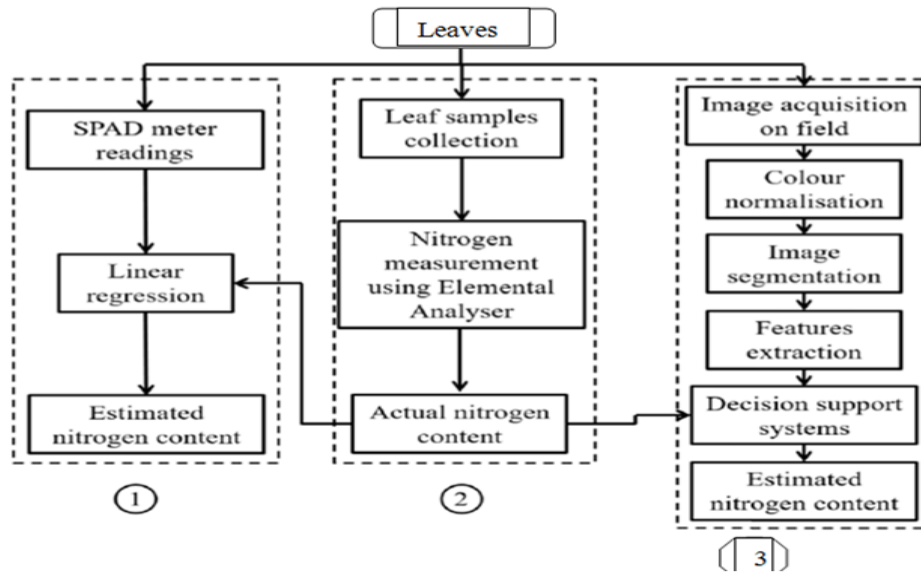 Leaves
SPAD meter
readings
Linear
regression
Estimated
nitrogen content
1
Leaf samples
collection
Nitrogen
measurement
using Elemental
Analyser
Actual nitrogen
content
2
Image acquisition
on field
Colour
normalisation
Image
segmentation
Features
extraction
Decision support
systems
Estimated
nitrogen content
3